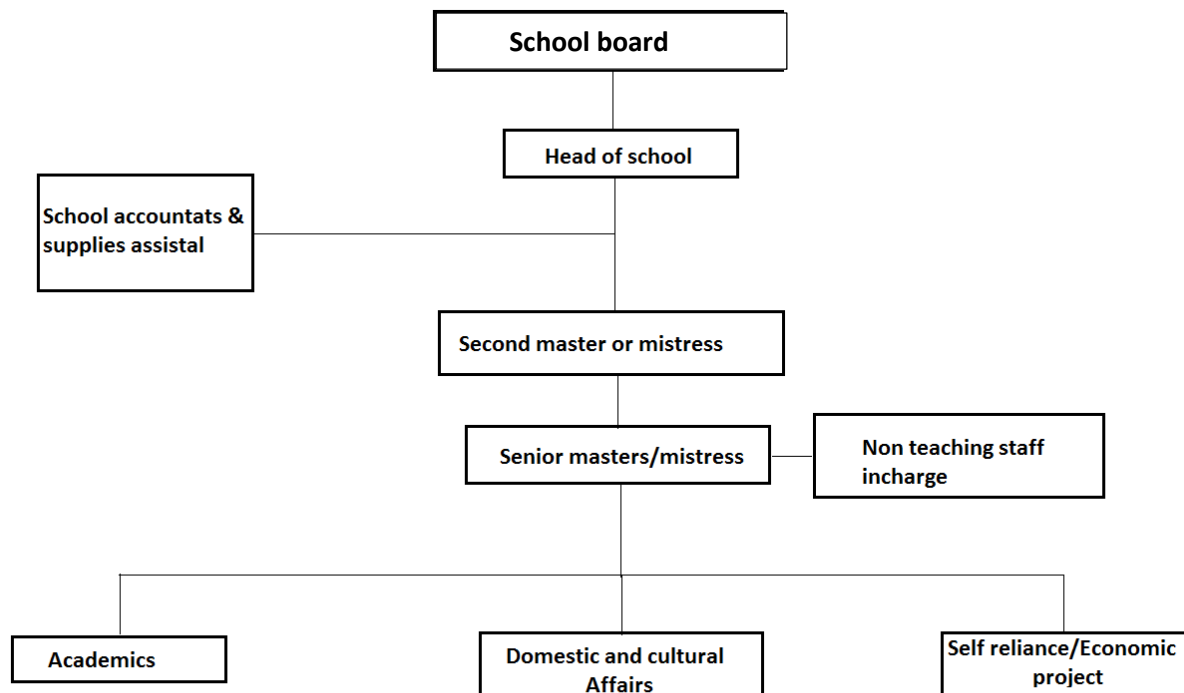 School board
Head of school
School accountats &
supplies assistal
Second master or mistress
Senior masters/mistress
Non teaching staff
incharge
Academics
Domestic and cultural
Affairs
Self reliance/Economic
project